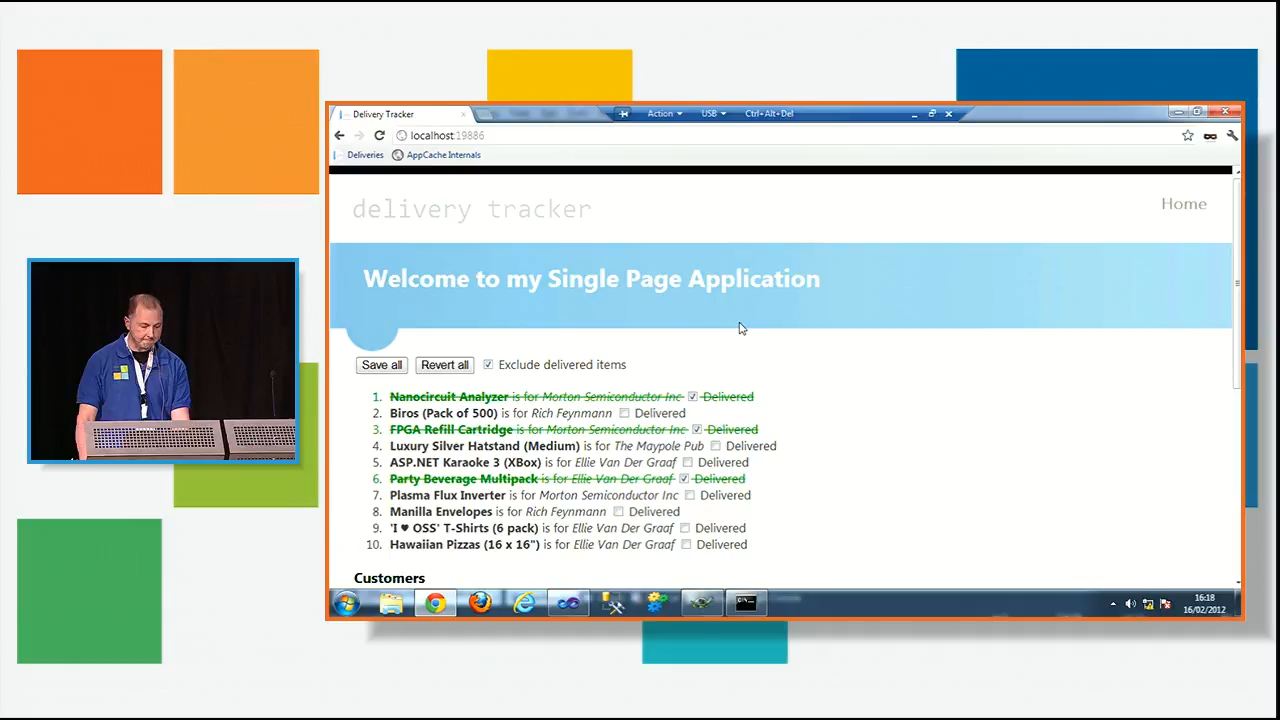 Delivery Tracker
Action USB Ctrl+Alt+Del
localhost:19886
Deliveries AppCache Internals
delivery tracker
Home
Welcome to my Single Page Application
Save all Revert all Exclude delivered items
1. Nanocircuit Analyzer is for Morton Semiconductor Inc Delivered
2. Biros (Pack of 500) is for Rich Feynmann Delivered
3. FPGA Refill Cartridge is for Morton Semiconductor Inc Delivered
4. Luxury Silver Hatstand (Medium) is for The Maypole Pub Delivered
5. ASP.NET Karaoke 3 (XBox) is for Ellie Van Der Graaf Delivered
6. Party Beverage Multipack is for Ellie Van Der Graaf Delivered
7. Plasma Flux Inverter is for Morton Semiconductor Inc Delivered
8. Manilla Envelopes is for Rich Feynmann Delivered
9. 'I ♥ OSS' T-Shirts (6 pack) is for Ellie Van Der Graaf Delivered
10. Hawaiian Pizzas (16 x 16") is for Ellie Van Der Graaf Delivered
Customers
16:18
16/02/2012